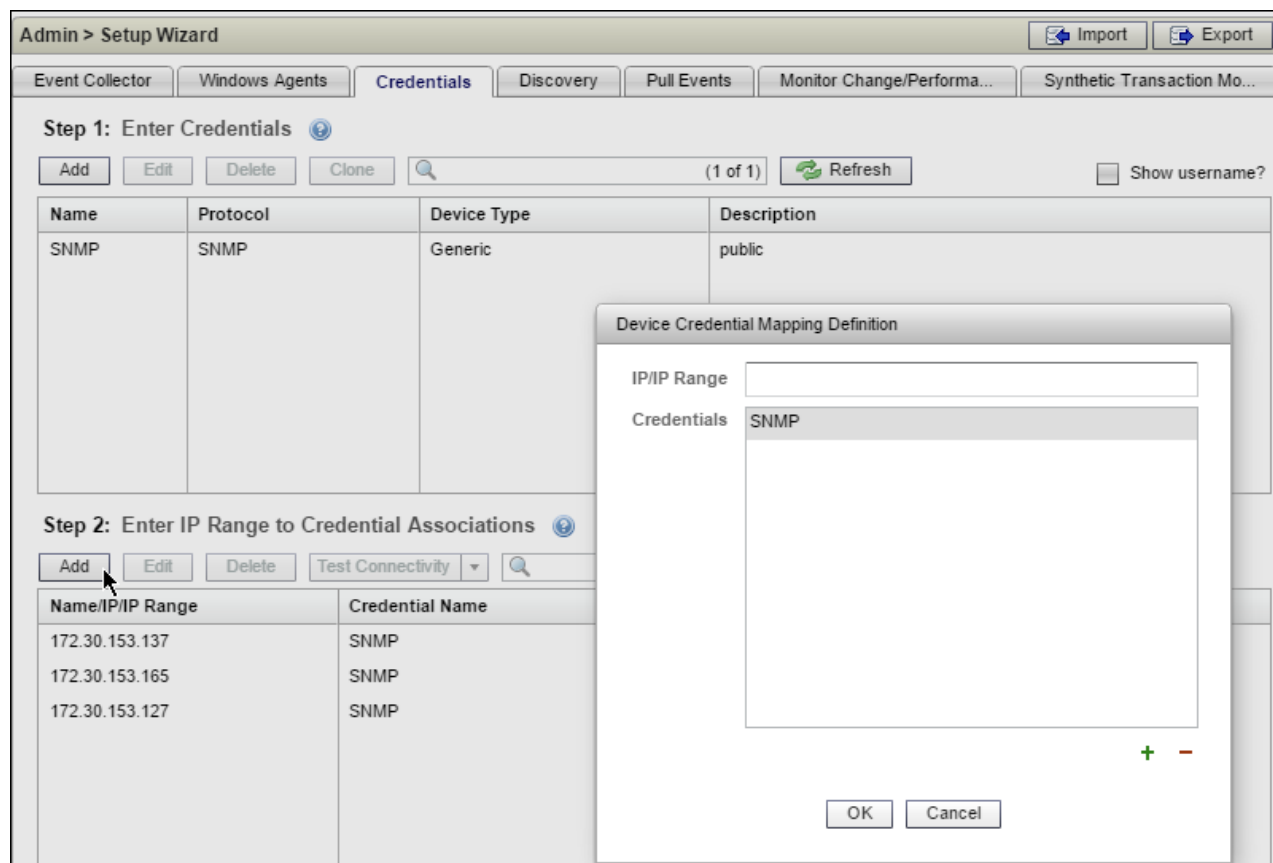 Admin > Setup Wizard Import Export
Event Collector Windows Agents Credentials Discovery Pull Events Monitor Change/Performa... Synthetic Transaction Mo...
Step 1: Enter Credentials
Add Edit Delete Clone (1 of 1) Refresh Show username?
Name Protocol Device Type Description
SNMP SNMP Generic public
Device Credential Mapping Definition
IP/IP Range
Credentials SNMP
Step 2: Enter IP Range to Credential Associations
Add Edit Delete Test Connectivity
Name/IP/IP Range Credential Name
172.30.153.137 SNMP
172.30.153.165 SNMP
172.30.153.127 SNMP
+ −
OK Cancel